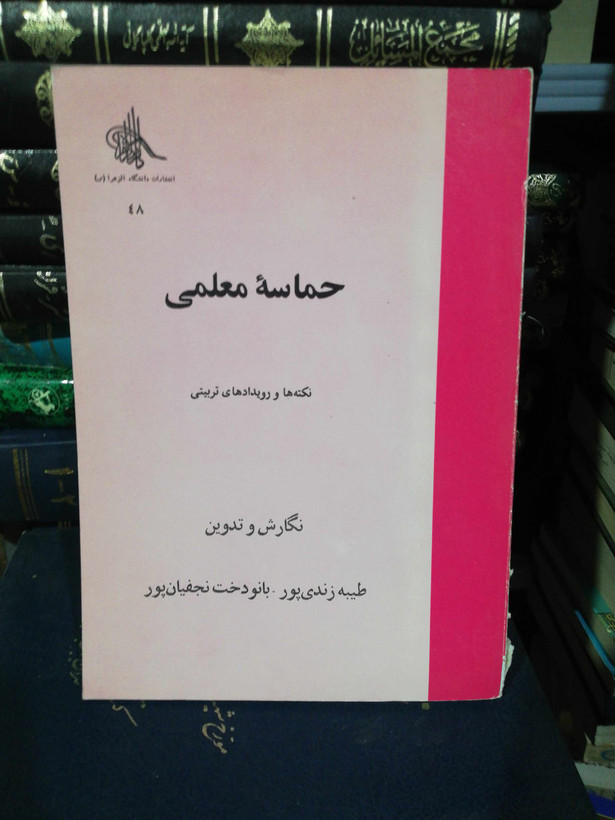 مجمع المسایل
انتشارات دانشگاه الزهرا (س)
۴۸
حماسهٔ معلمی
نکته‌ها و رویدادهای تربیتی
نگارش و تدوین
طیبه زندی‌پور - بانودخت نجفیان‌پور